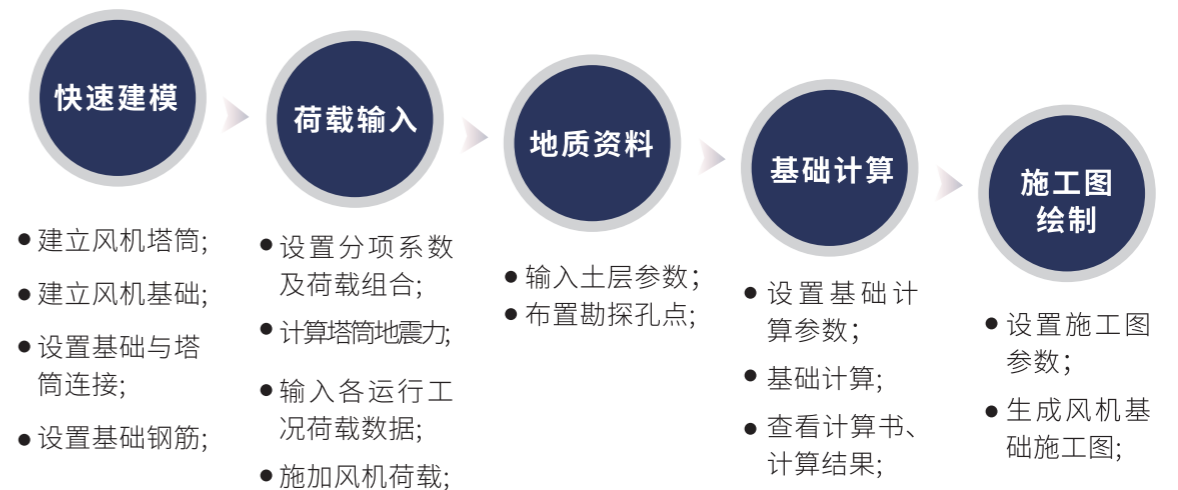 快速建模
● 建立风机塔筒;
● 建立风机基础;
● 设置基础与塔
筒连接;
● 设置基础钢筋;
荷载输入
● 设置分项系数
及荷载组合;
● 计算塔筒地震力;
● 输入各运行工
况荷载数据;
● 施加风机荷载;
地质资料
● 输入土层参数；
● 布置勘探孔点;
基础计算
● 设置基础计
算参数；
● 基础计算;
● 查看计算书、
计算结果;
施工图
绘制
● 设置施工图
参数；
● 生成风机基
础施工图;